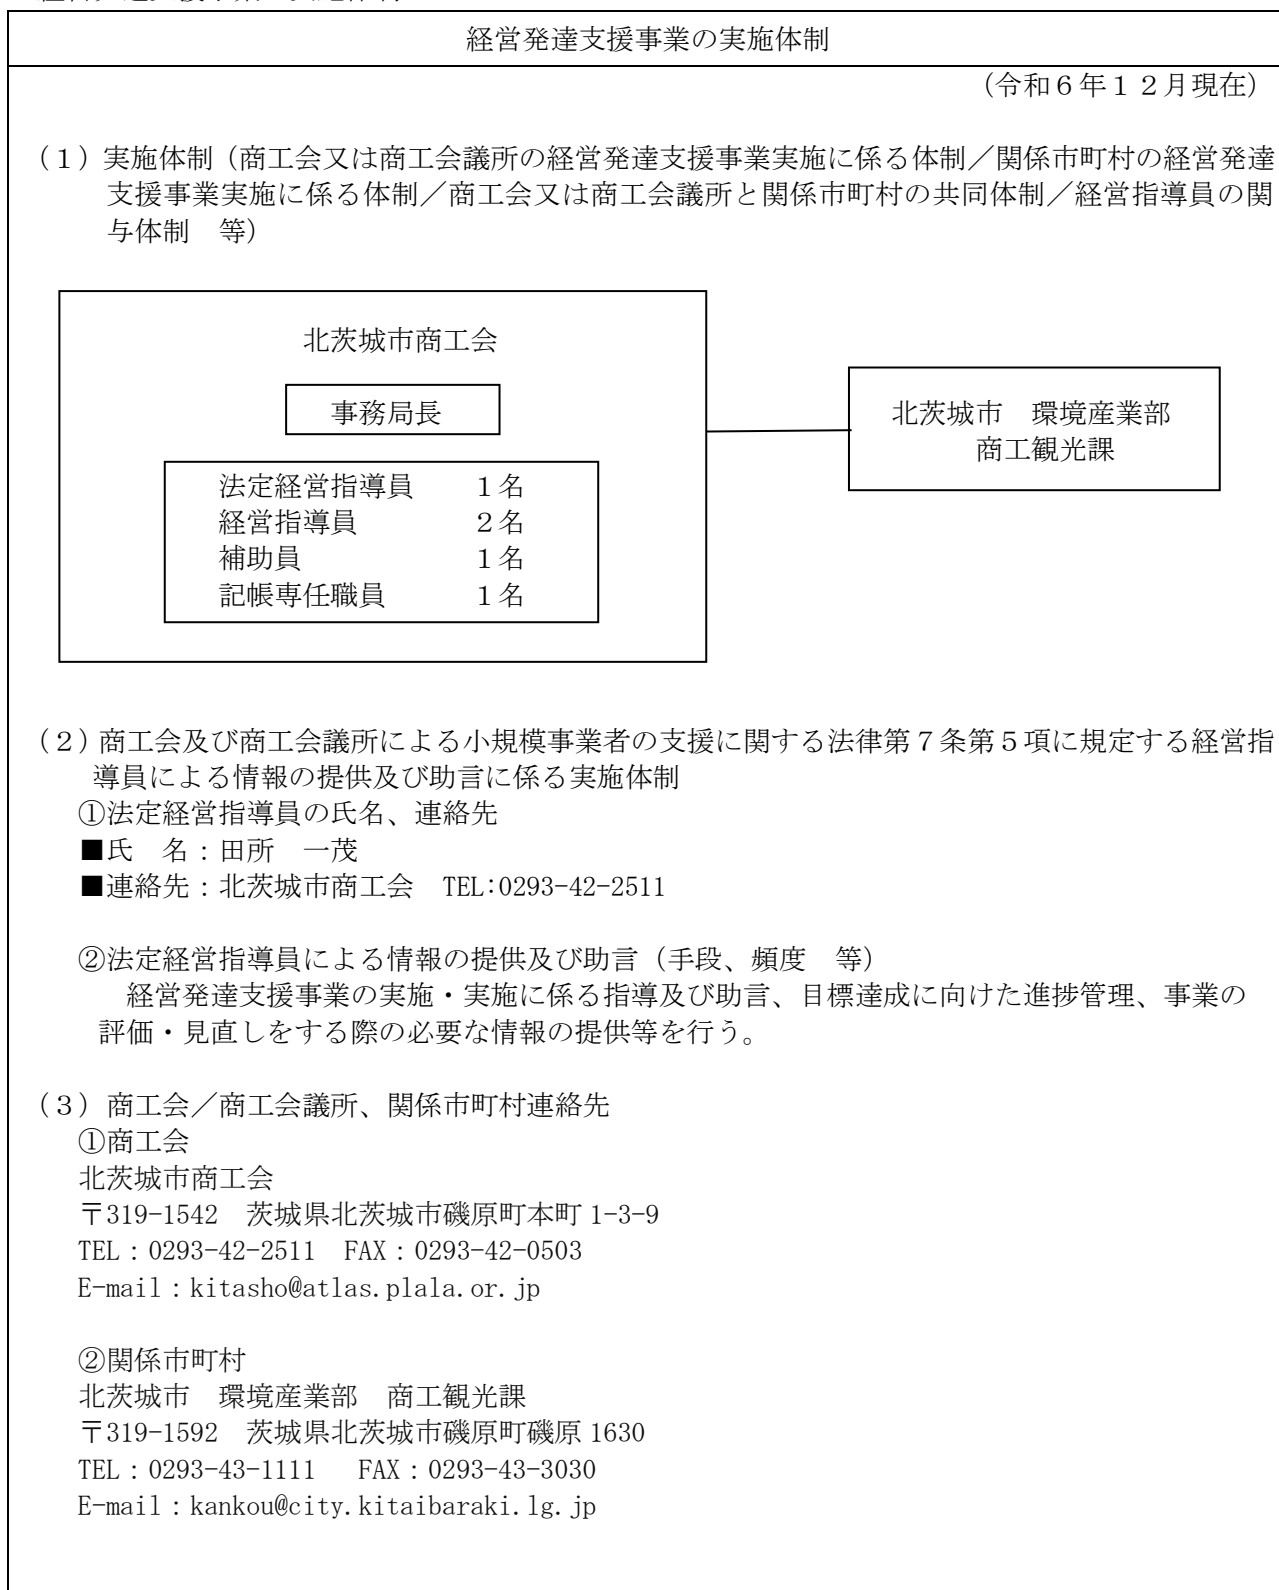 経営発達支援事業の実施体制
(令和6年12月現在)
(1)実施体制(商工会又は商工会議所の経営発達支援事業実施に係る体制/関係市町村の経営発達
支援事業実施に係る体制/商工会又は商工会議所と関係市町村の共同体制/経営指導員の関
与体制 等)
北茨城市商工会
事務局長
法定経営指導員 1名
経営指導員 2名
補助員 1名
記帳専任職員 1名
北茨城市 環境産業部
商工観光課
(2)商工会及び商工会議所による小規模事業者の支援に関する法律第7条第5項に規定する経営指
導員による情報の提供及び助言に係る実施体制
①法定経営指導員の氏名、連絡先
■氏 名:田所 一茂
■連絡先:北茨城市商工会 TEL:0293-42-2511
②法定経営指導員による情報の提供及び助言(手段、頻度 等)
経営発達支援事業の実施・実施に係る指導及び助言、目標達成に向けた進捗管理、事業の
評価・見直しをする際の必要な情報の提供等を行う。
(3)商工会/商工会議所、関係市町村連絡先
①商工会
北茨城市商工会
〒319-1542 茨城県北茨城市磯原町本町 1-3-9
TEL:0293-42-2511 FAX:0293-42-0503
E-mail:kitasho@atlas.plala.or.jp
②関係市町村
北茨城市 環境産業部 商工観光課
〒319-1592 茨城県北茨城市磯原町磯原 1630
TEL:0293-43-1111 FAX:0293-43-3030
E-mail:kankou@city.kitaibaraki.lg.jp